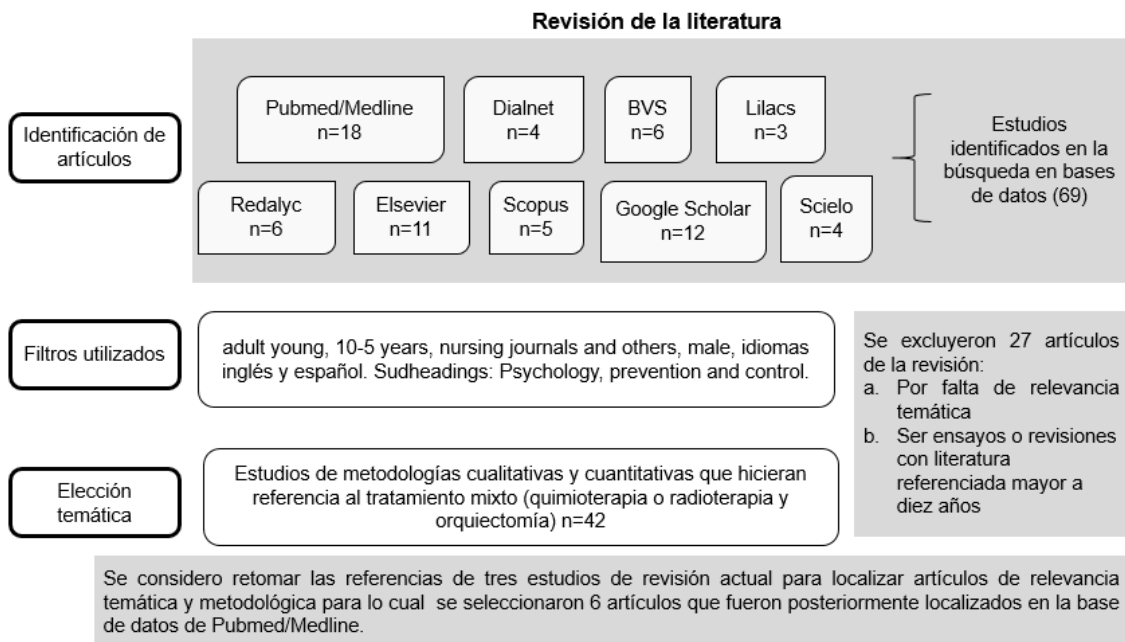 Revisión de la literatura
Identificación de
artículos
Pubmed/Medline
n=18
Dialnet
n=4
BVS
n=6
Lilacs
n=3
Redalyc
n=6
Elsevier
n=11
Scopus
n=5
Google Scholar
n=12
Scielo
n=4
Estudios
identificados en la
búsqueda en bases
de datos (69)
Filtros utilizados
adult young, 10-5 years, nursing journals and others, male, idiomas
inglés y español. Sudheadings: Psychology, prevention and control.
Se excluyeron 27 artículos
de la revisión:
a. Por falta de relevancia
temática
b. Ser ensayos o revisiones
con literatura
referenciada mayor a
diez años
Elección
temática
Estudios de metodologías cualitativas y cuantitativas que hicieran
referencia al tratamiento mixto (quimioterapia o radioterapia y
orquiectomía) n=42
Se considero retomar las referencias de tres estudios de revisión actual para localizar artículos de relevancia
temática y metodológica para lo cual se seleccionaron 6 artículos que fueron posteriormente localizados en la base
de datos de Pubmed/Medline.